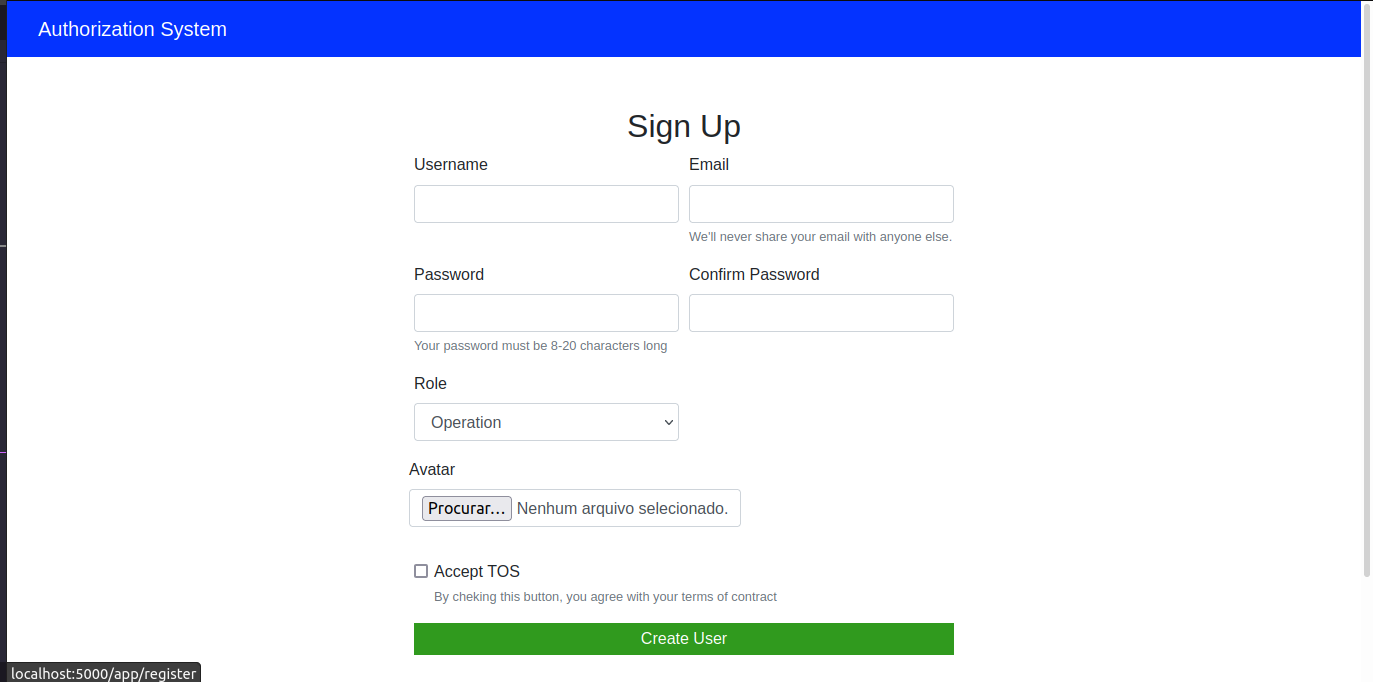 Authorization System
Sign Up
Username
Email
We'll never share your email with anyone else.
Password
Confirm Password
Your password must be 8-20 characters long
Role
Operation
Avatar
Procurar... Nenhum arquivo selecionado.
Accept TOS
By cheking this button, you agree with your terms of contract
Create User
localhost:5000/app/register